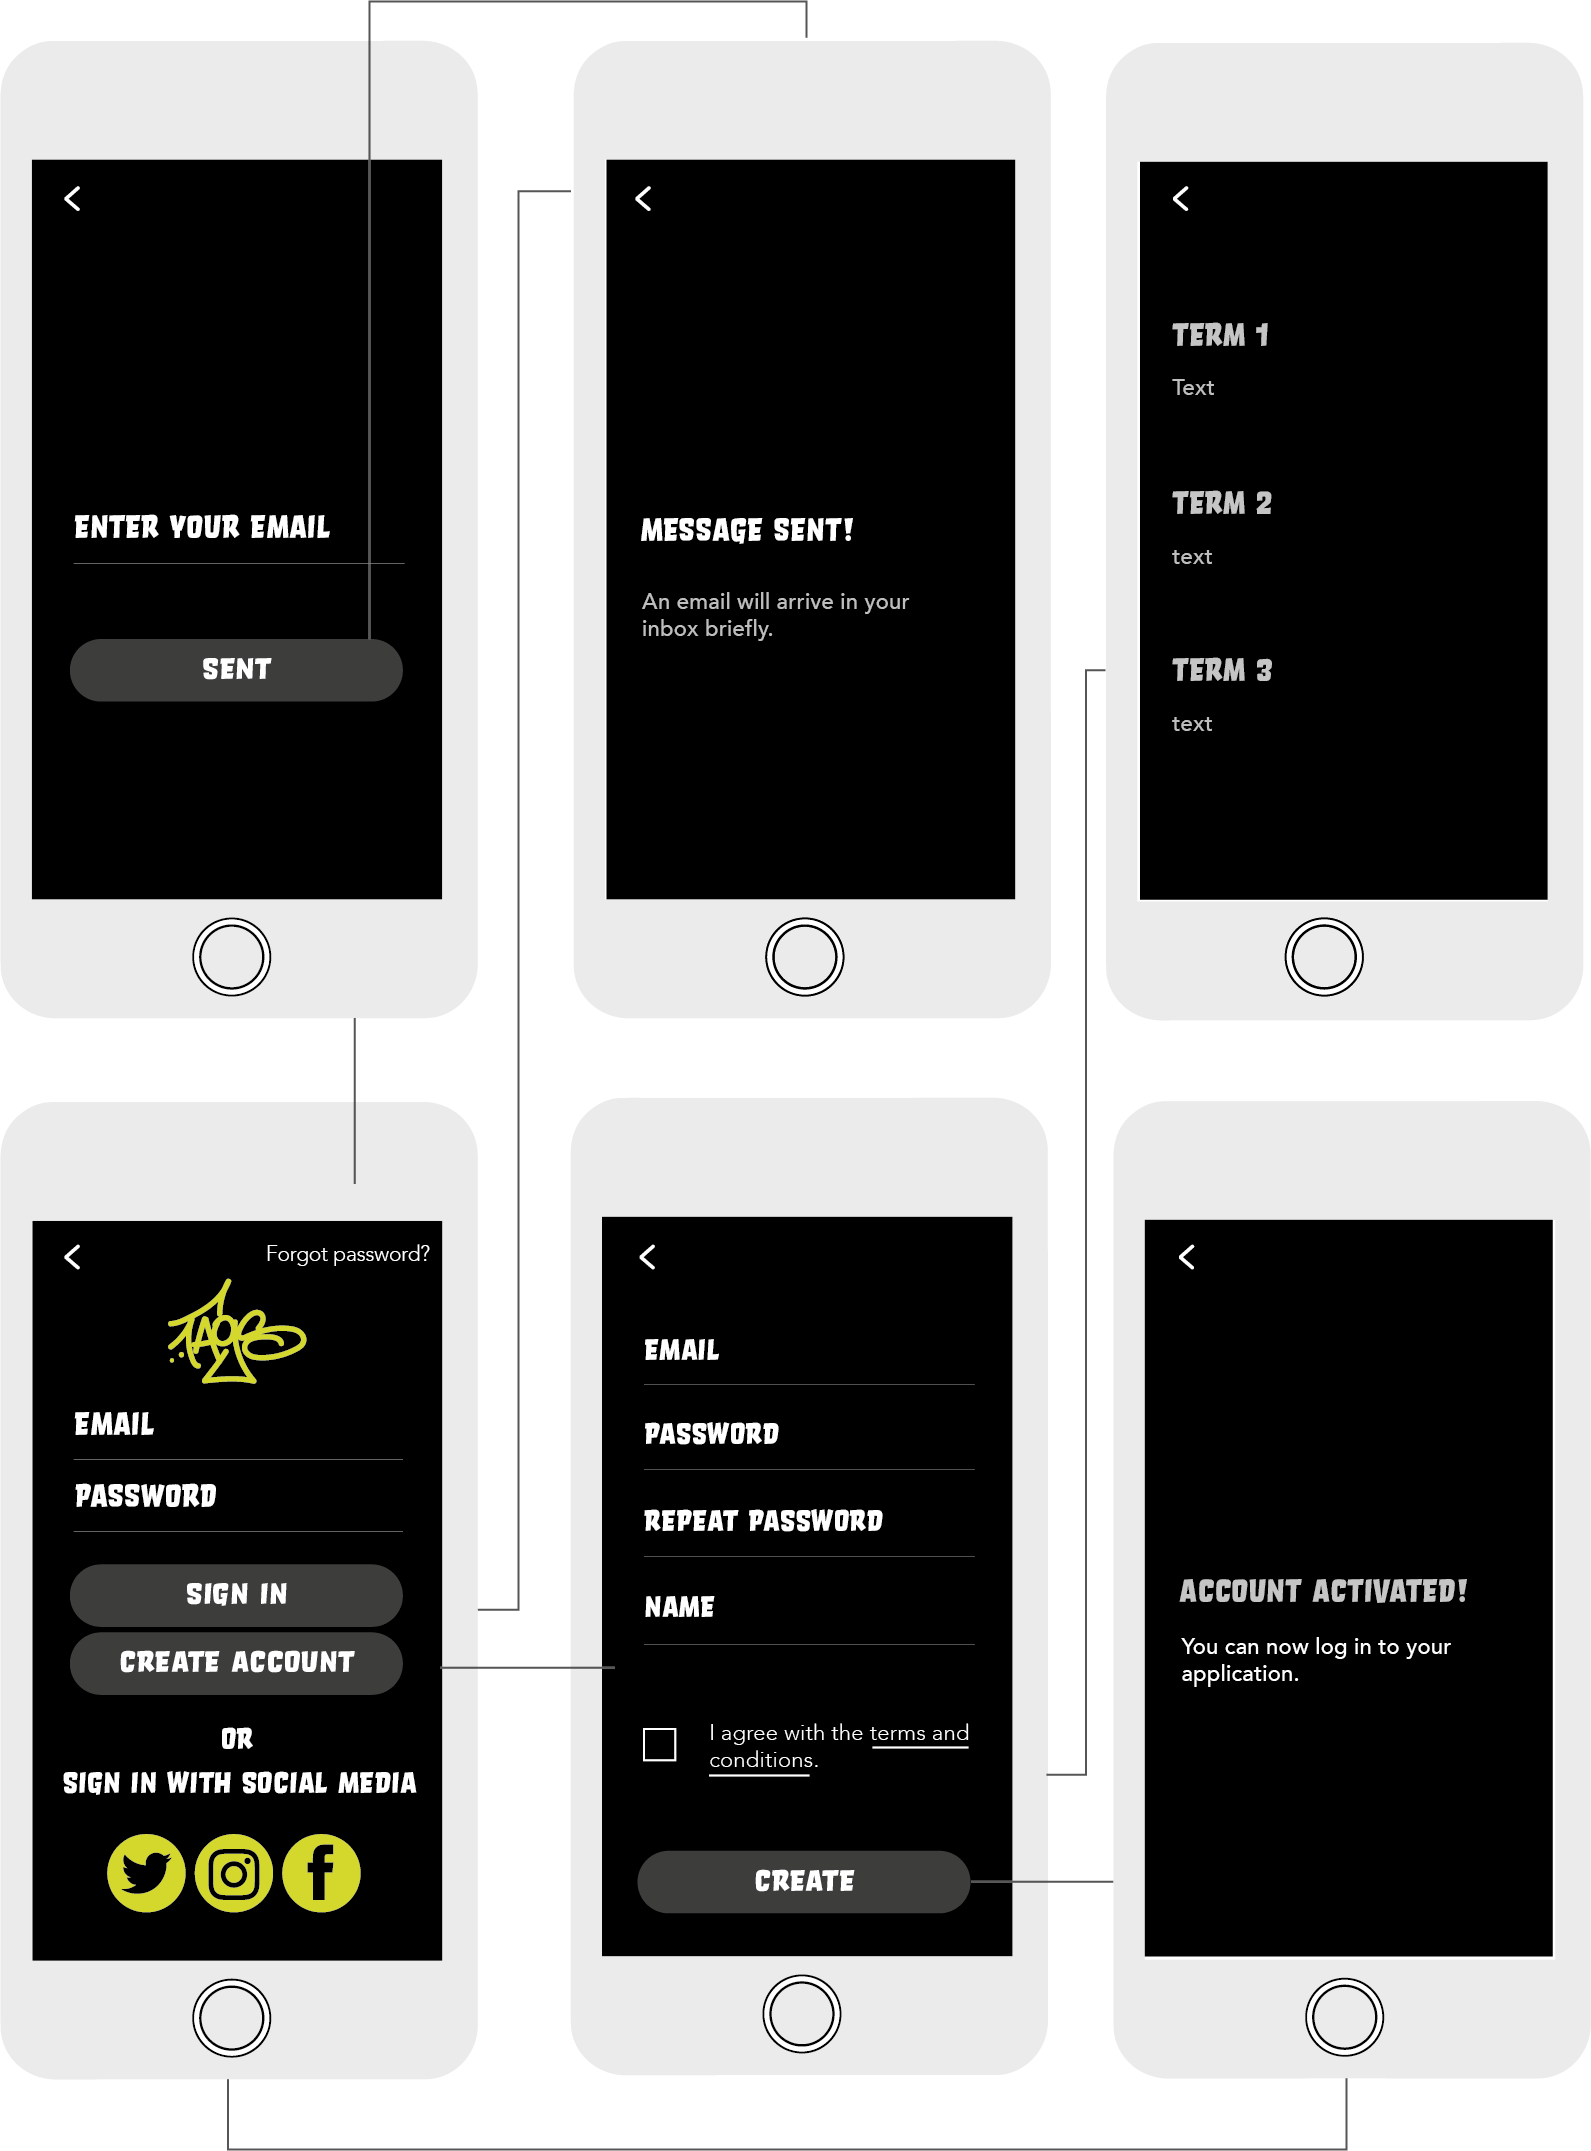 ENTER YOUR EMAIL
SENT
MESSAGE SENT!
An email will arrive in your
inbox briefly.
TERM 1
Text
TERM 2
text
TERM 3
text
Forgot password?
EMAIL
PASSWORD
SIGN IN
CREATE ACCOUNT
OR
SIGN IN WITH SOCIAL MEDIA
EMAIL
PASSWORD
REPEAT PASSWORD
NAME
I agree with the terms and
conditions.
CREATE
ACCOUNT ACTIVATED!
You can now log in to your
application.